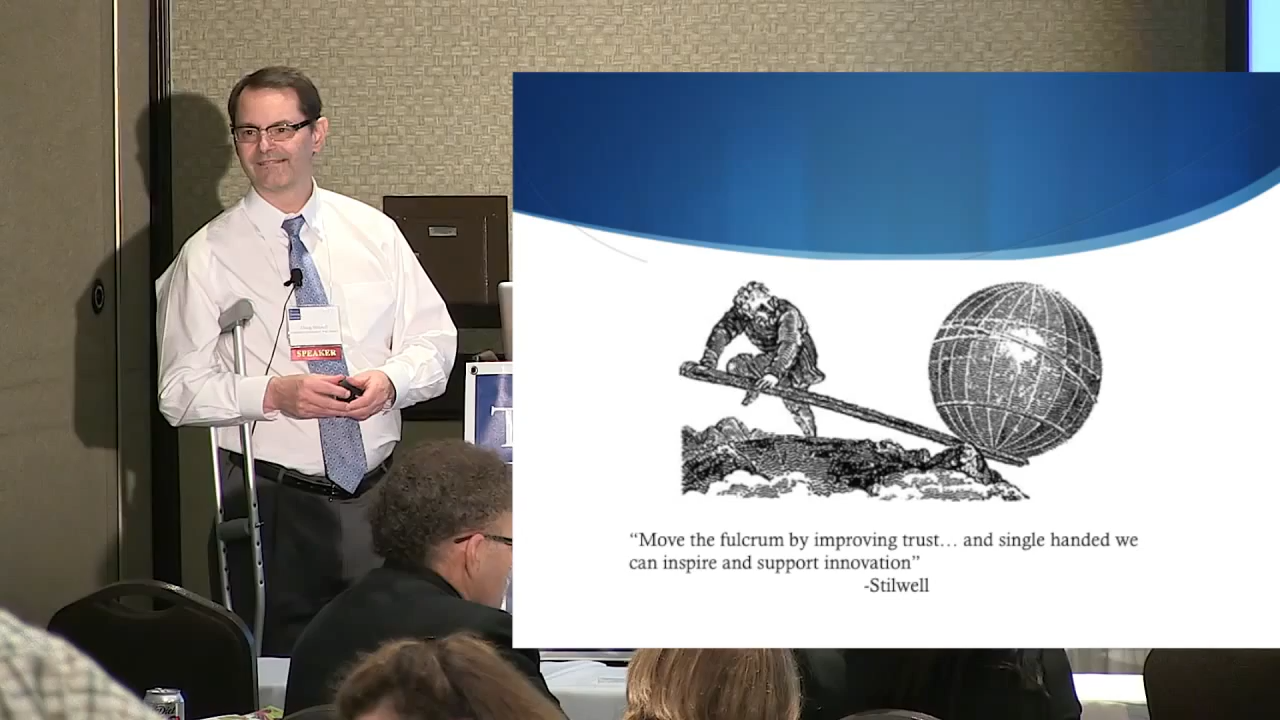 SPEAKER
T
“Move the fulcrum by improving trust… and single handed we
can inspire and support innovation”
-Stilwell